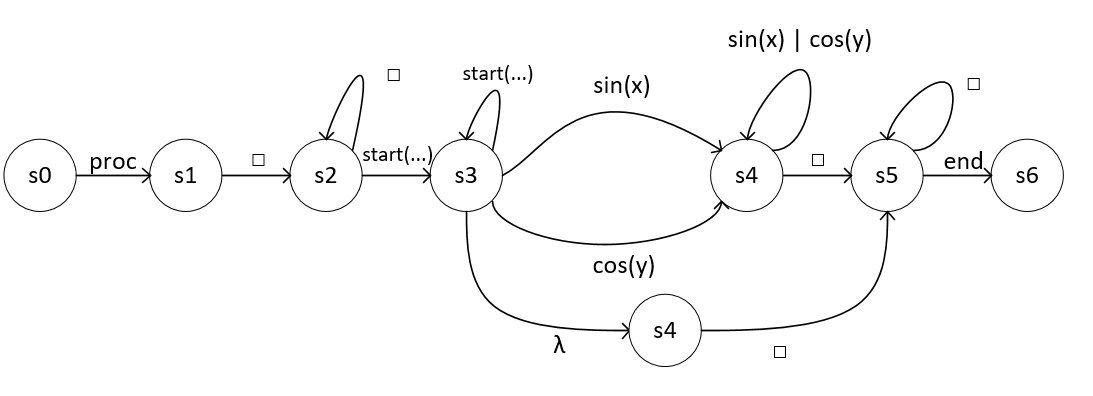 sin(x) | cos(y)
□
start(...)
sin(x)
□
s0
proc
s1
□
s2
start(...)
s3
s4
□
s5
end
s6
cos(y)
s4
λ
□